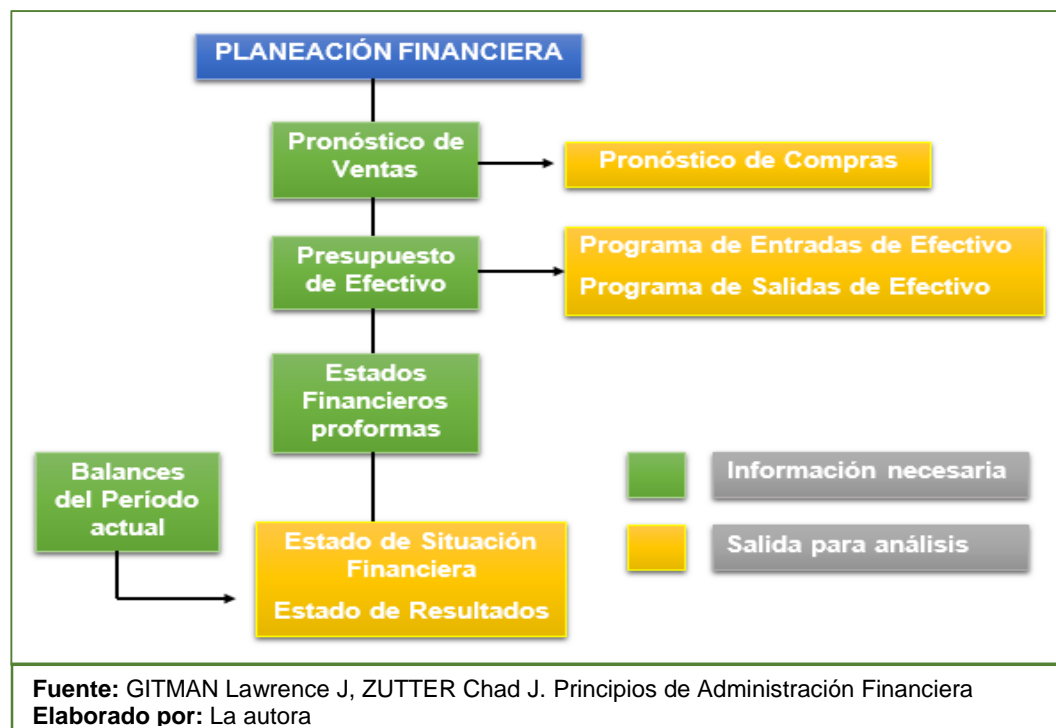 PLANEACIÓN FINANCIERA
Pronóstico de
Ventas
Pronóstico de Compras
Presupuesto
de Efectivo
Programa de Entradas de Efectivo
Programa de Salidas de Efectivo
Estados
Financieros
proformas
Balances
del Período
actual
Estado de Situación
Financiera
Estado de Resultados
Información necesaria
Salida para análisis
Fuente: GITMAN Lawrence J, ZUTTER Chad J. Principios de Administración Financiera
Elaborado por: La autora